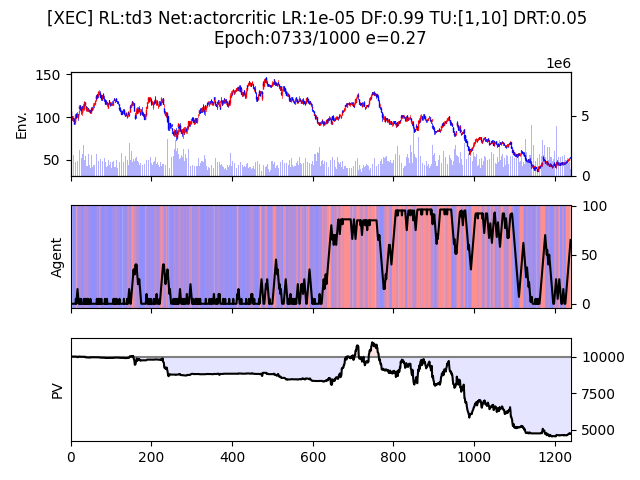 [XEC] RL:td3 Net:actorcritic LR:1e-05 DF:0.99 TU:[1,10] DRT:0.05
Epoch:0733/1000 e=0.27
1e6
150
100
50
Env.
5
0
Agent
100
50
0
PV
10000
7500
5000
0 200 400 600 800 1000 1200